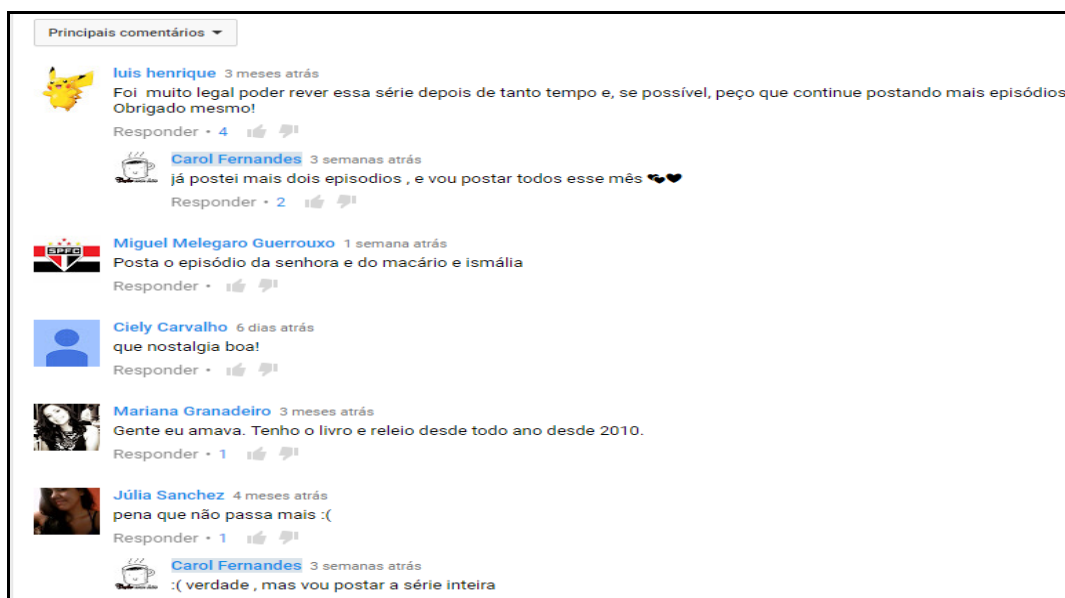 Principais comentários
luis henrique 3 meses atrás
Foi muito legal poder rever essa série depois de tanto tempo e, se possível, peço que continue postando mais episódios
Obrigado mesmo!
Responder • 4
Carol Fernandes 3 semanas atrás
já postei mais dois episodios , e vou postar todos esse mês
Responder • 2
SPFC
Miguel Melegaro Guerrouxo 1 semana atrás
Posta o episódio da senhora e do macário e ismália
Responder •
Ciely Carvalho 6 dias atrás
que nostalgia boa!
Responder •
Mariana Granadeiro 3 meses atrás
Gente eu amava. Tenho o livro e releio desde todo ano desde 2010.
Responder • 1
Júlia Sanchez 4 meses atrás
pena que não passa mais :(
Responder • 1
Carol Fernandes 3 semanas atrás
:( verdade , mas vou postar a série inteira